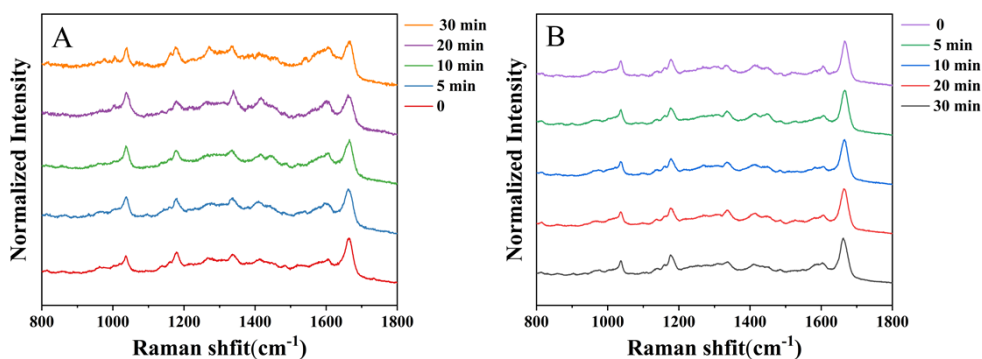 A
30 min
20 min
10 min
5 min
0
Normalized Intensity
800 1000 1200 1400 1600 1800
Raman shfit(cm⁻¹)
B
0
5 min
10 min
20 min
30 min
Normalized Intensity
800 1000 1200 1400 1600 1800
Raman shfit(cm⁻¹)